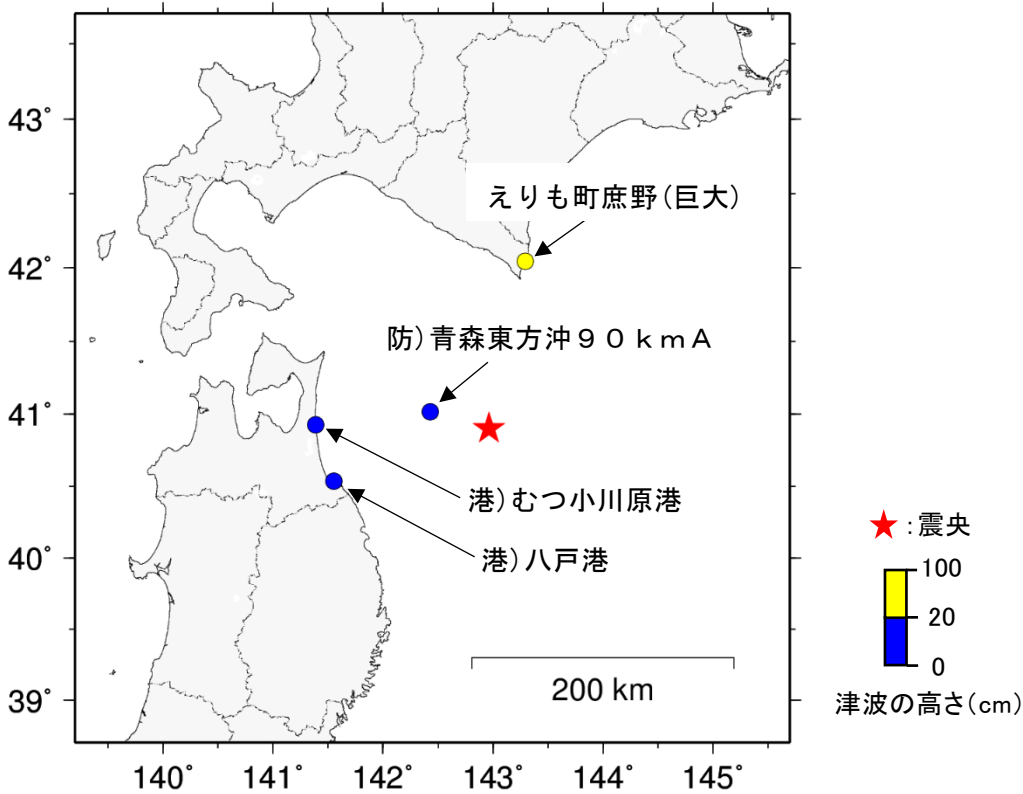 43°
42°
41°
40°
39°
えりも町庶野(巨大)
防)青森東方沖90kmA
港)むつ小川原港
港)八戸港
200 km
140°
141°
142°
143°
144°
145°
:震央
100
20
0
津波の高さ(cm)